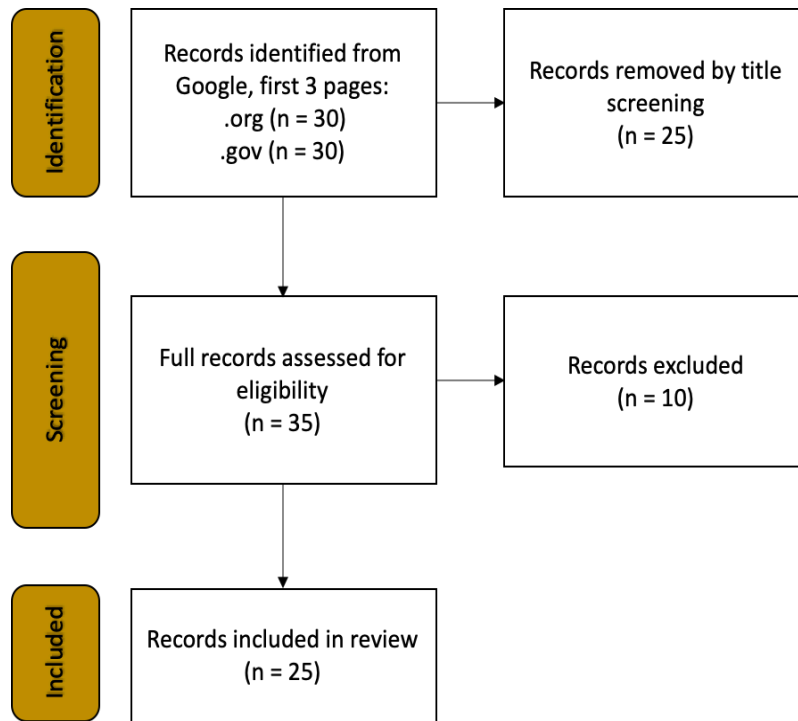 Identification
Records identified from
Google, first 3 pages:
.org (n = 30)
.gov (n = 30)
Records removed by title
screening
(n = 25)
Screening
Full records assessed for
eligibility
(n = 35)
Records excluded
(n = 10)
Included
Records included in review
(n = 25)